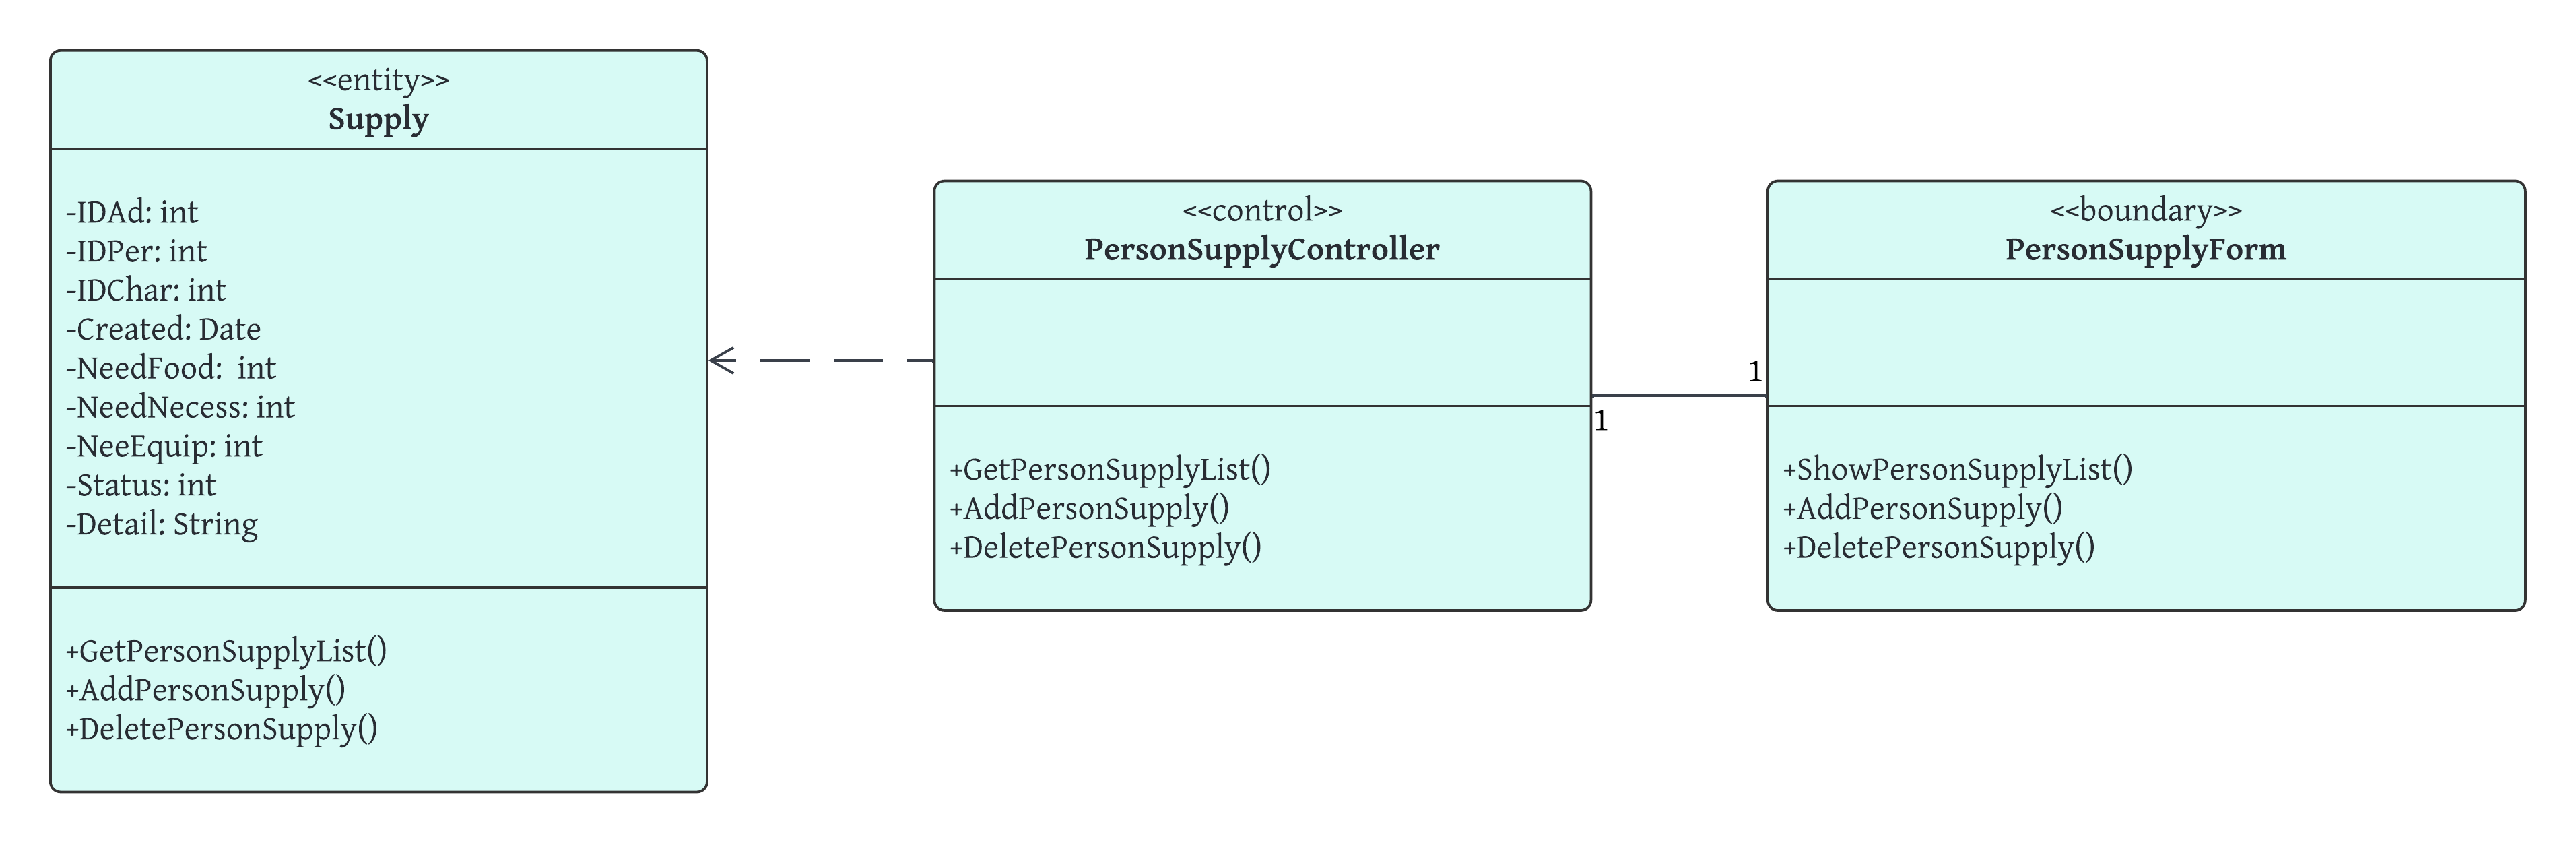 <<entity>>
Supply
-IDAd: int
-IDPer: int
-IDChar: int
-Created: Date
-NeedFood:  int
-NeedNecess: int
-NeeEquip: int
-Status: int
-Detail: String
+GetPersonSupplyList()
+AddPersonSupply()
+DeletePersonSupply()
<<control>>
PersonSupplyController
+GetPersonSupplyList()
+AddPersonSupply()
+DeletePersonSupply()
1
1
<<boundary>>
PersonSupplyForm
+ShowPersonSupplyList()
+AddPersonSupply()
+DeletePersonSupply()